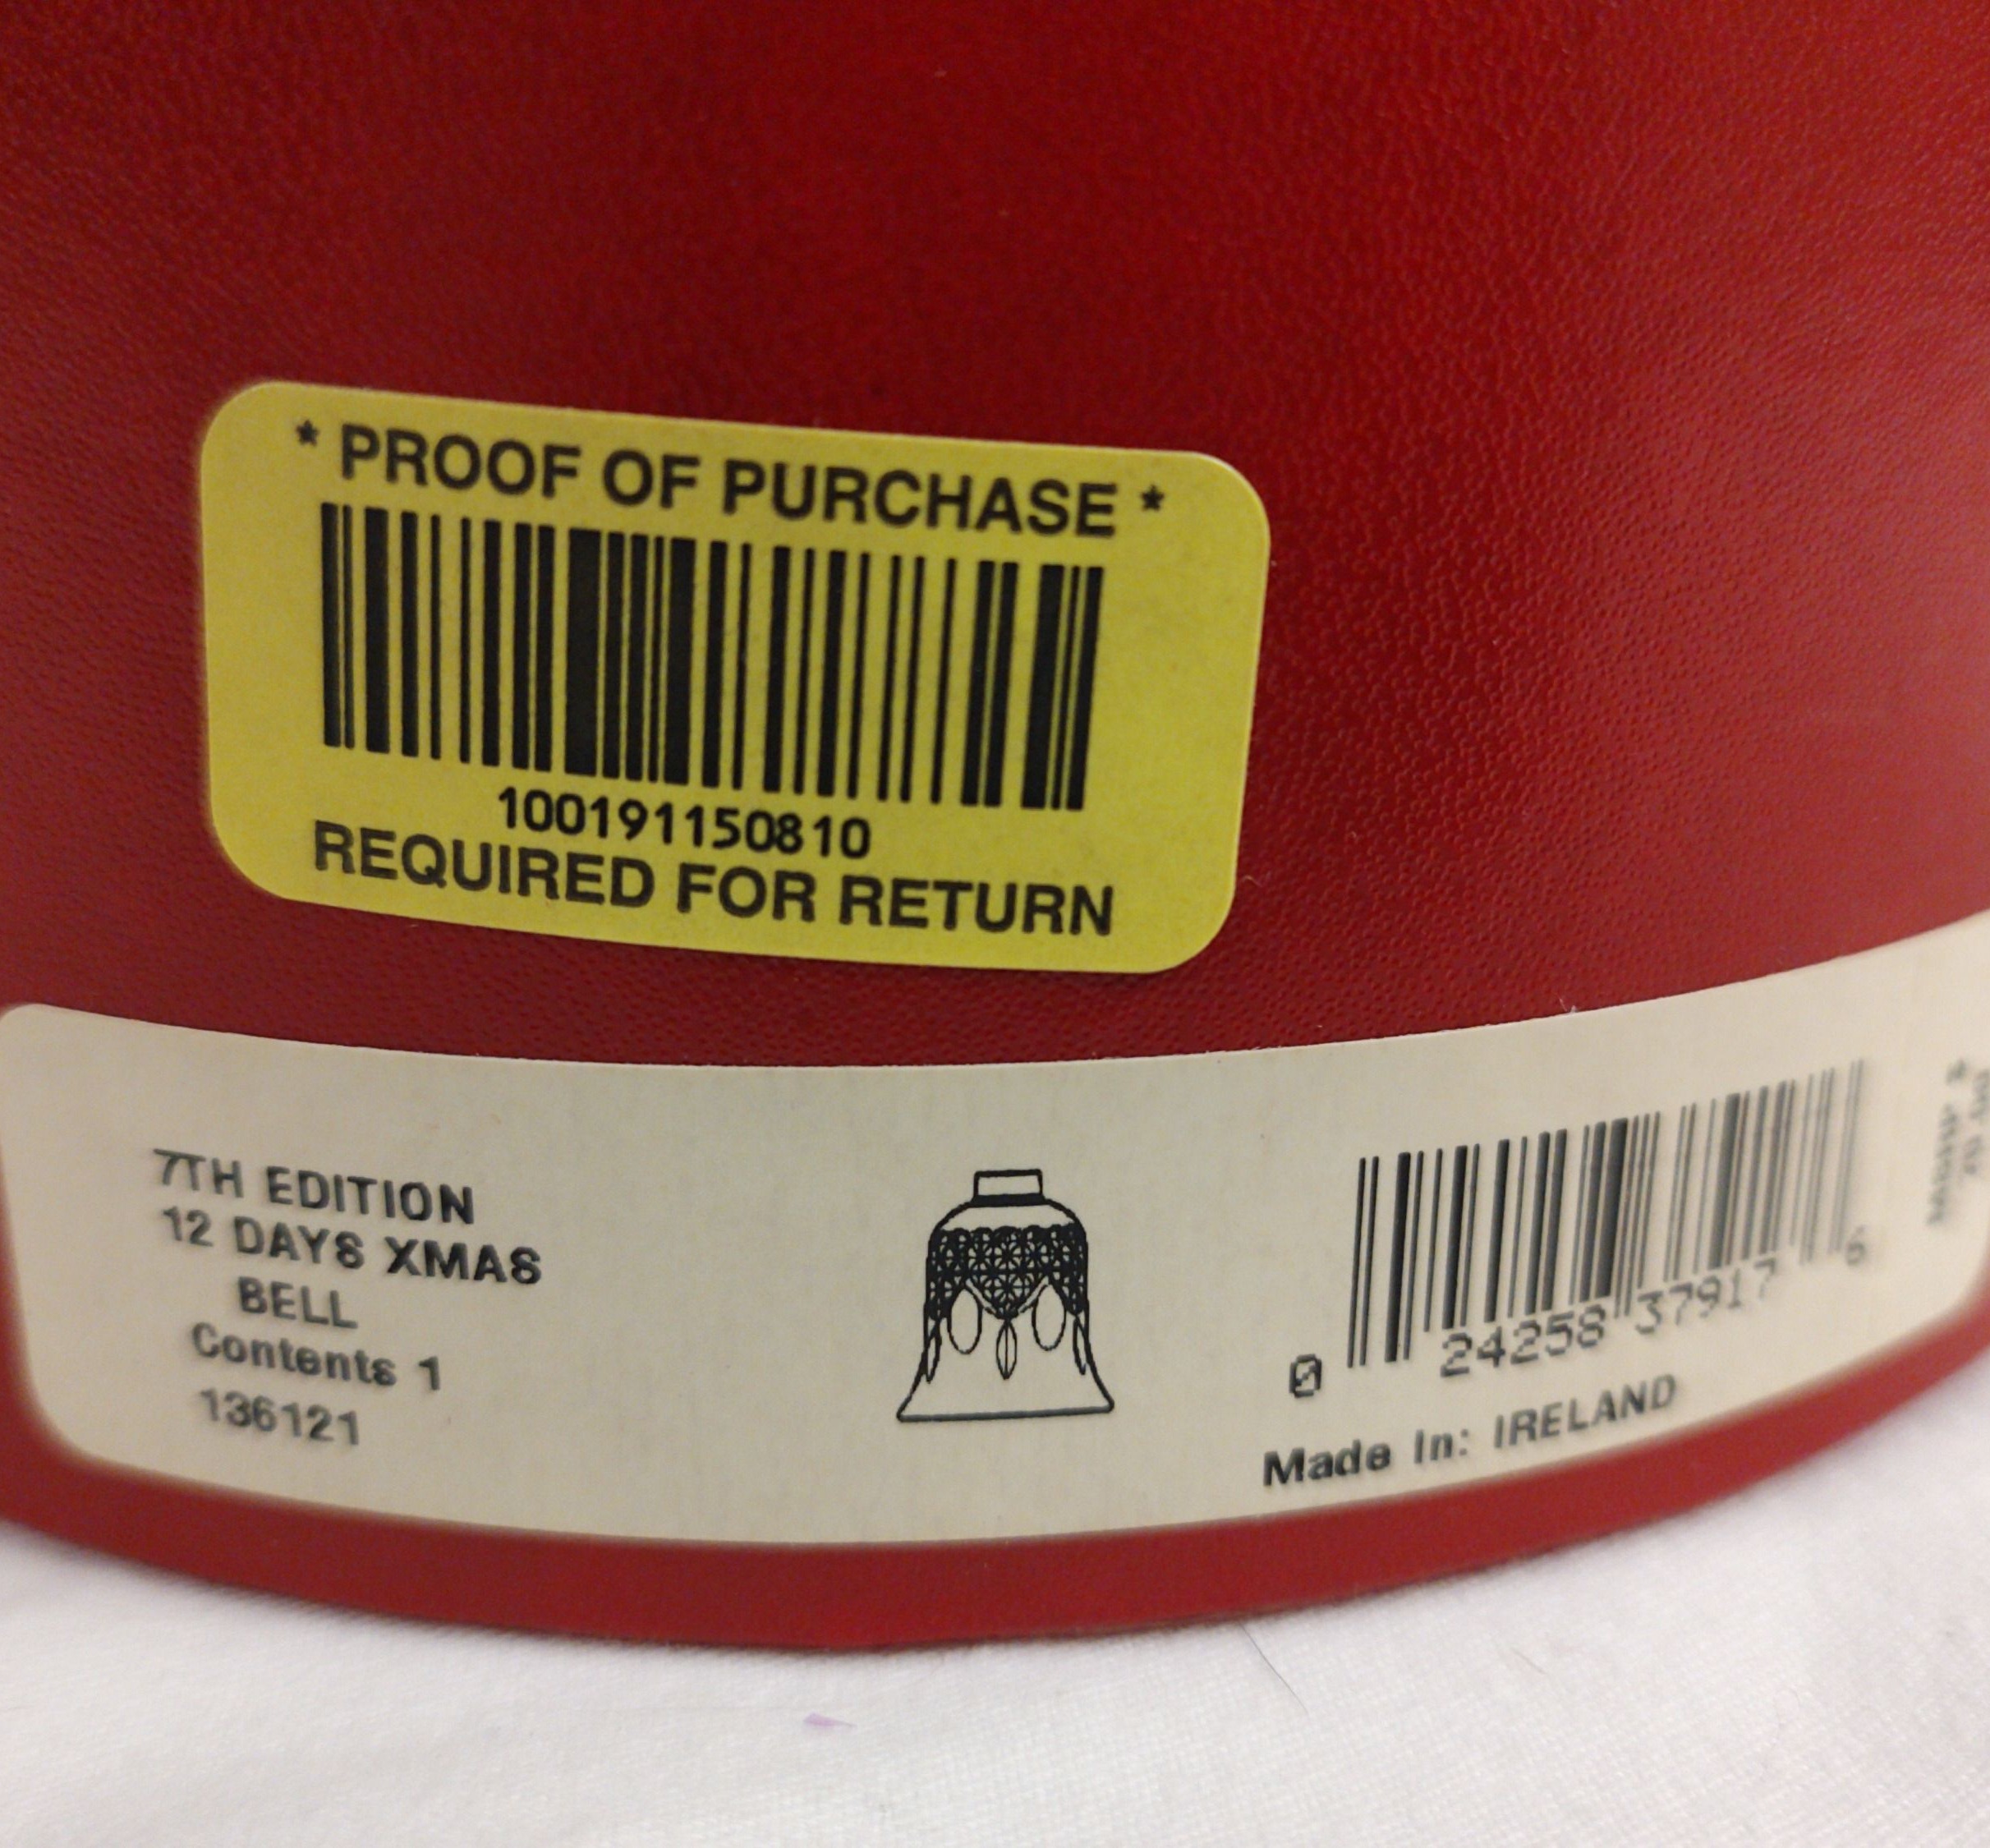 * PROOF OF PURCHASE *
100191150810
REQUIRED FOR RETURN
7TH EDITION
12 DAYS XMAS
BELL
Contents 1
136121
0 24258 37917 6
Made In: IRELAND